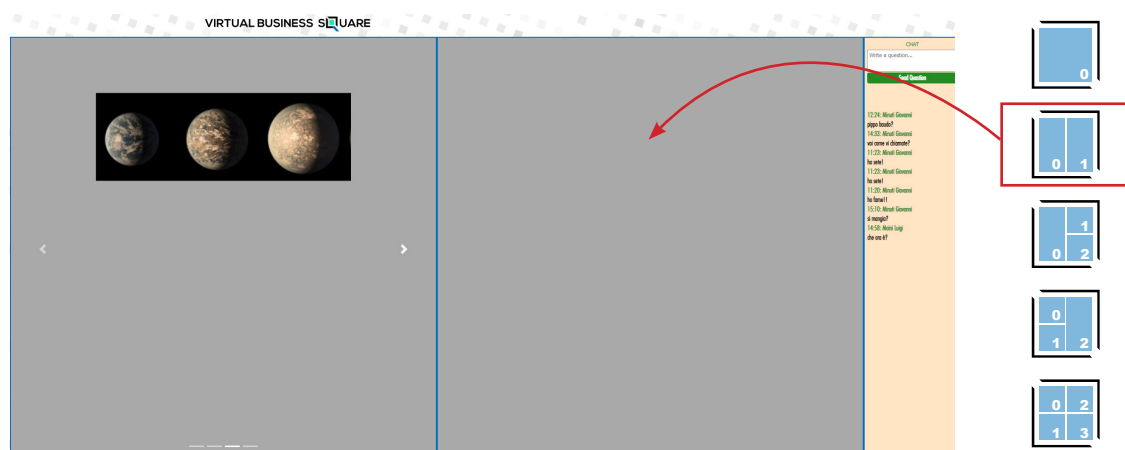 VIRTUAL BUSINESS SQUARE
CHAT
Write a question...
Send Question
12:24: Minuti Giovanni
pippo baudo?
14:33: Minuti Giovanni
voi come vi chiamate?
11:23: Minuti Giovanni
ho sete!
11:23: Minuti Giovanni
ho sete!
11:20: Minuti Giovanni
ho fame!!
15:10: Minuti Giovanni
si mangia?
14:58: Moini Luigi
che ora è?
0
0 1
1
0 2
0
1 2
0 2
1 3